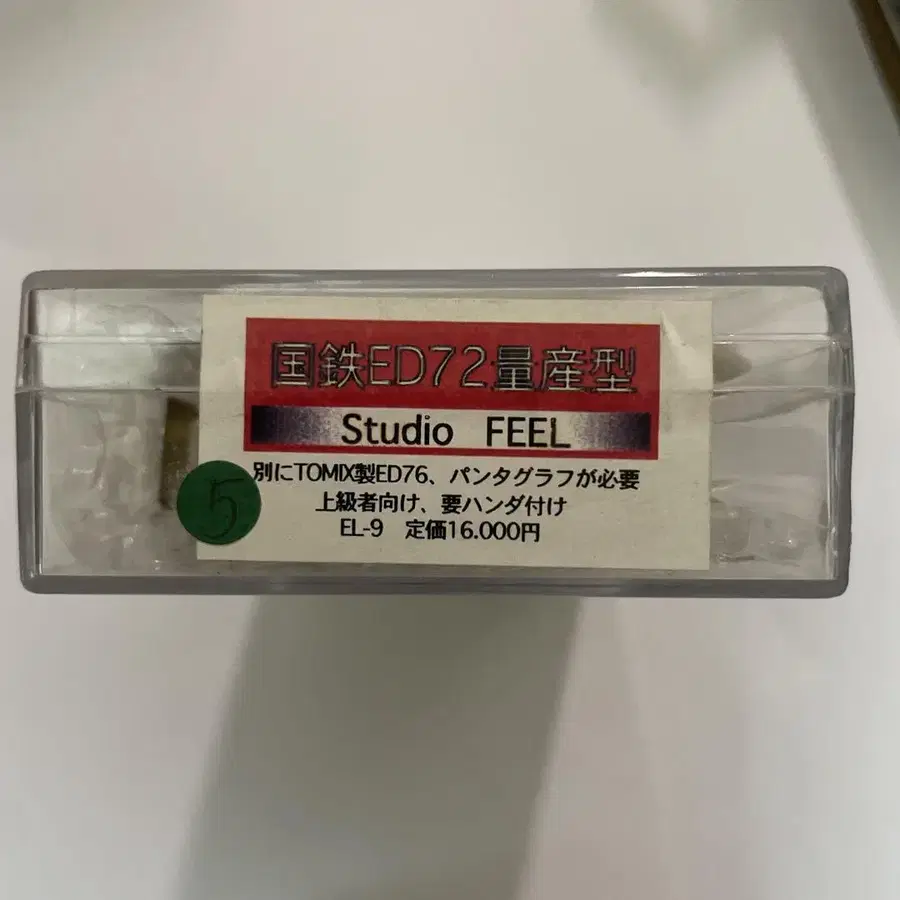 国鉄ED72量産型
Studio FEEL
別にTOMIX製ED76、パンタグラフが必要
上級者向け、要ハンダ付け
EL-9 定価16.000円
5